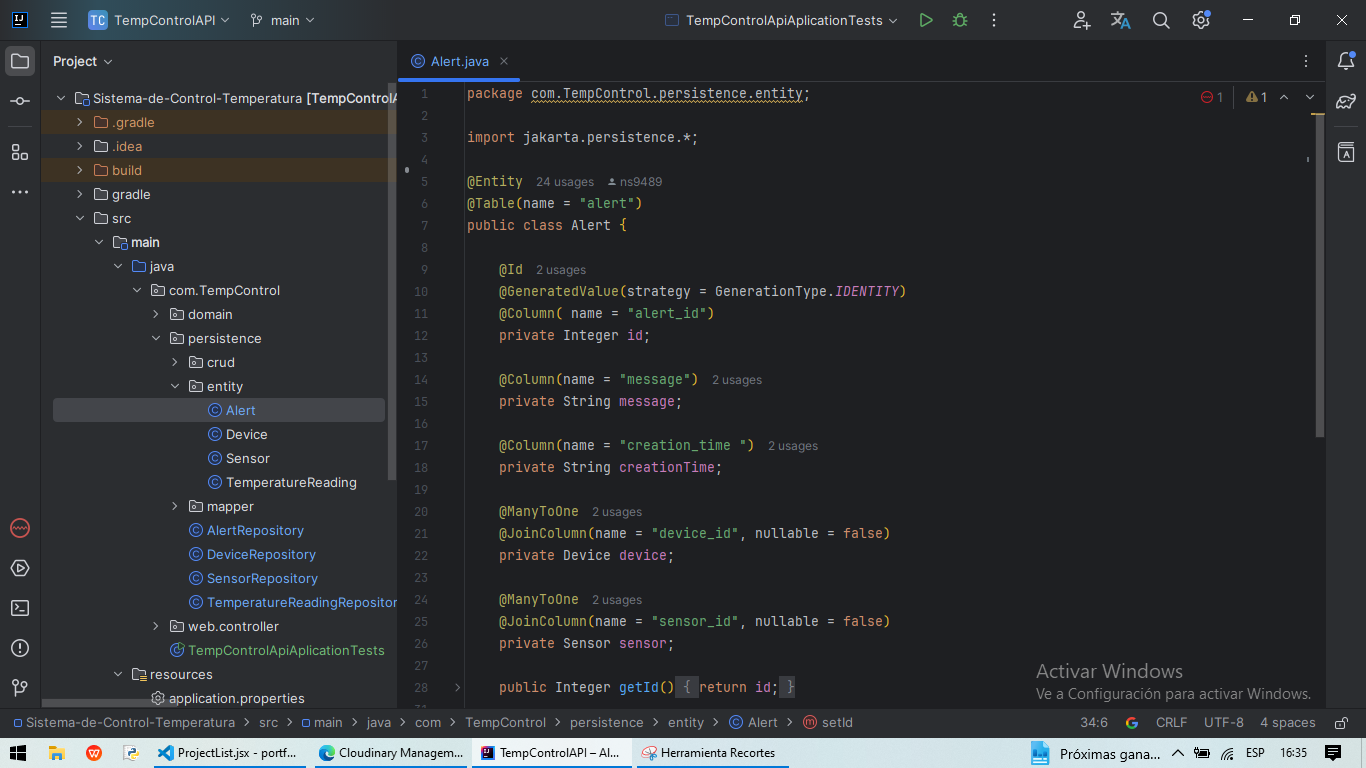 TC TempControlAPI main TempControlApiAplicationTests
Project
Alert.java
Sistema-de-Control-Temperatura [TempControlA
.gradle
.idea
build
gradle
src
main
java
com.TempControl
domain
persistence
crud
entity
Alert
Device
Sensor
TemperatureReading
mapper
AlertRepository
DeviceRepository
SensorRepository
TemperatureReadingRepositor
web.controller
TempControlApiAplicationTests
resources
application.properties
1 package com.TempControl.persistence.entity;
1 1
2
3 import jakarta.persistence.*;
4
5 @Entity 24 usages ns9489
6 @Table(name = "alert")
7 public class Alert {
8
9 @Id 2 usages
10 @GeneratedValue(strategy = GenerationType.IDENTITY)
11 @Column( name = "alert_id")
12 private Integer id;
13
14 @Column(name = "message") 2 usages
15 private String message;
16
17 @Column(name = "creation_time ") 2 usages
18 private String creationTime;
19
20 @ManyToOne 2 usages
21 @JoinColumn(name = "device_id", nullable = false)
22 private Device device;
23
24 @ManyToOne 2 usages
25 @JoinColumn(name = "sensor_id", nullable = false)
26 private Sensor sensor;
27
28 public Integer getId() { return id; }
Activar Windows
Ve a Configuración para activar Windows.
Sistema-de-Control-Temperatura > src > main > java > com > TempControl > persistence > entity > Alert > setId 34:6 CRLF UTF-8 4 spaces
ProjectList.jsx - portf... Cloudinary Managem... TempControlAPI – Al... Herramienta Recortes Próximas gana... ESP 16:35